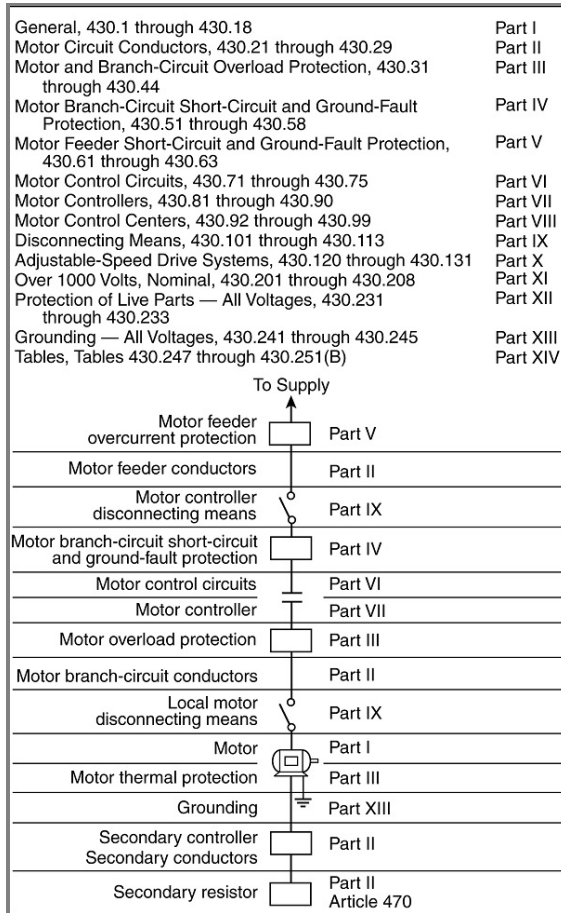 General, 430.1 through 430.18 Part I
Motor Circuit Conductors, 430.21 through 430.29 Part II
Motor and Branch-Circuit Overload Protection, 430.31 Part III
through 430.44
Motor Branch-Circuit Short-Circuit and Ground-Fault Part IV
Protection, 430.51 through 430.58
Motor Feeder Short-Circuit and Ground-Fault Protection, Part V
430.61 through 430.63
Motor Control Circuits, 430.71 through 430.75 Part VI
Motor Controllers, 430.81 through 430.90 Part VII
Motor Control Centers, 430.92 through 430.99 Part VIII
Disconnecting Means, 430.101 through 430.113 Part IX
Adjustable-Speed Drive Systems, 430.120 through 430.131 Part X
Over 1000 Volts, Nominal, 430.201 through 430.208 Part XI
Protection of Live Parts — All Voltages, 430.231 Part XII
through 430.233
Grounding — All Voltages, 430.241 through 430.245 Part XIII
Tables, Tables 430.247 through 430.251(B) Part XIV
To Supply
Motor feeder
overcurrent protection Part V
Motor feeder conductors Part II
Motor controller
disconnecting means Part IX
Motor branch-circuit short-circuit
and ground-fault protection Part IV
Motor control circuits Part VI
Motor controller Part VII
Motor overload protection Part III
Motor branch-circuit conductors Part II
Local motor
disconnecting means Part IX
Motor Part I
Motor thermal protection Part III
Grounding Part XIII
Secondary controller
Secondary conductors Part II
Secondary resistor Part II
Article 470